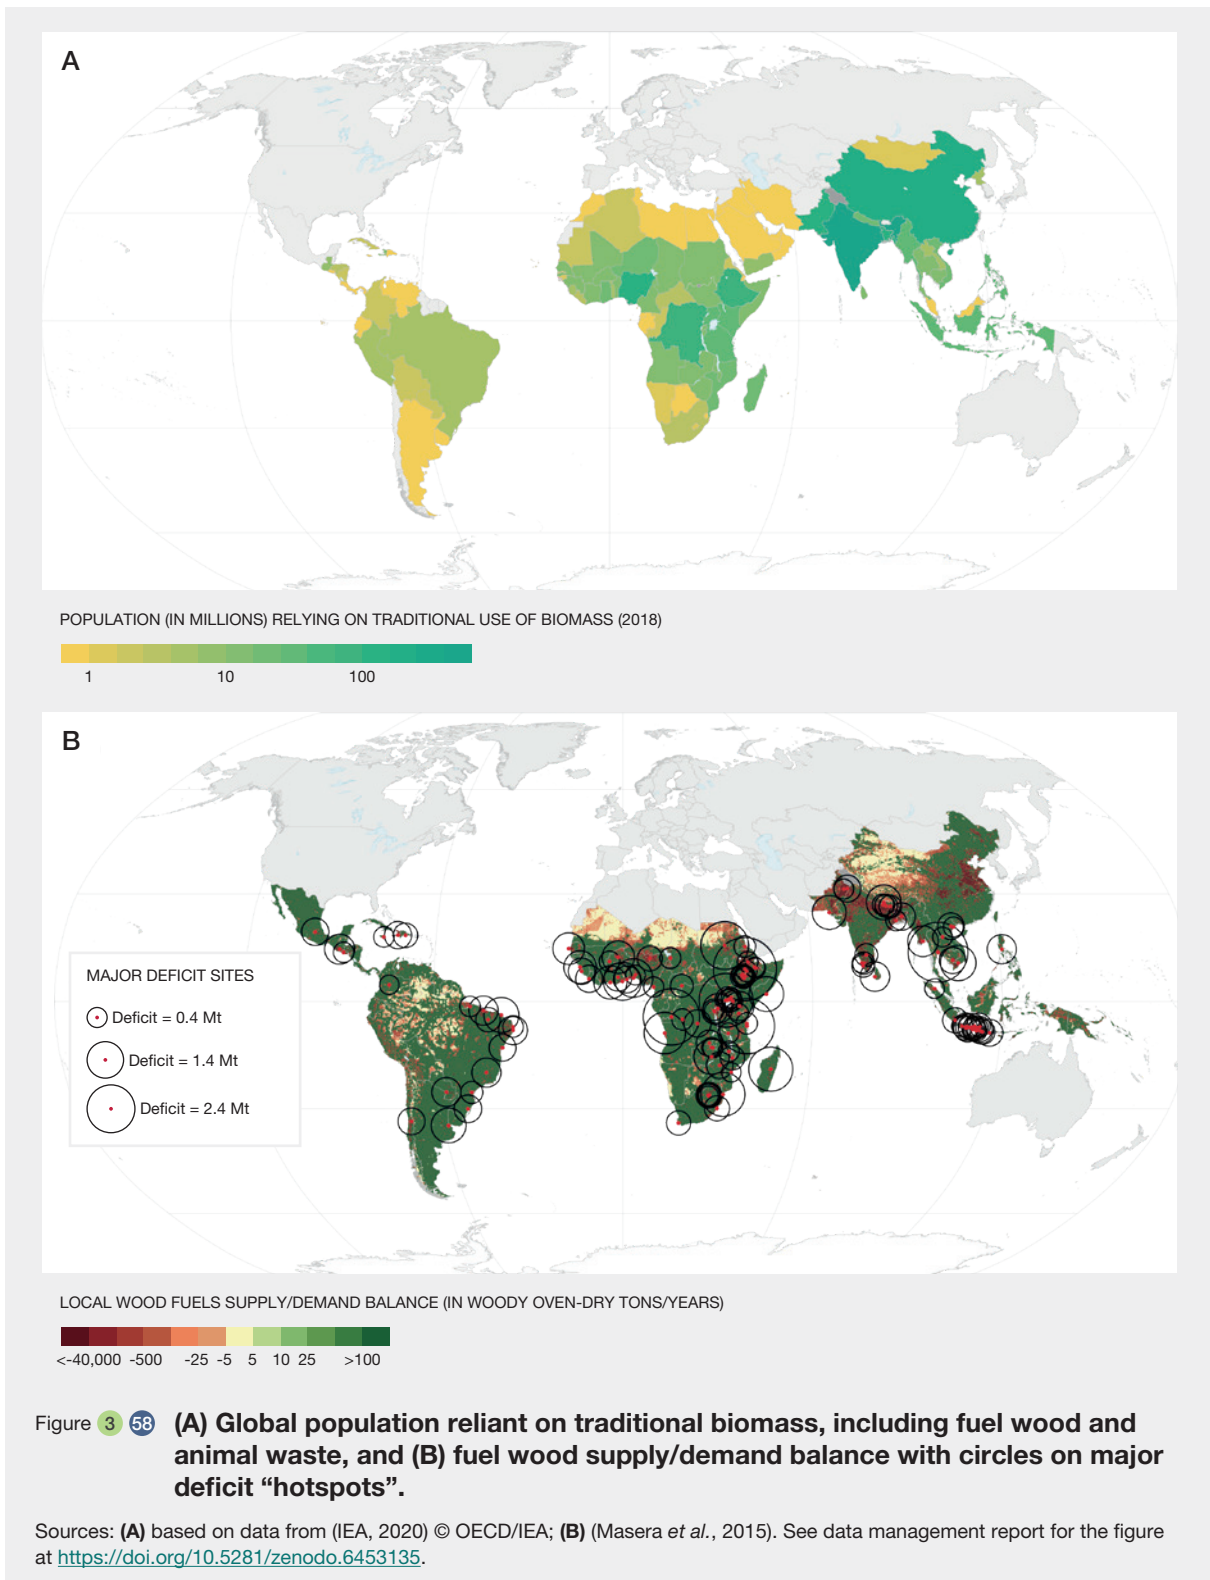 A
POPULATION (IN MILLIONS) RELYING ON TRADITIONAL USE OF BIOMASS (2018)
1 10 100
B
MAJOR DEFICIT SITES
Deficit = 0.4 Mt
Deficit = 1.4 Mt
Deficit = 2.4 Mt
LOCAL WOOD FUELS SUPPLY/DEMAND BALANCE (IN WOODY OVEN-DRY TONS/YEARS)
<-40,000 -500 -25 -5 5 10 25 >100
Figure 3 58 (A) Global population reliant on traditional biomass, including fuel wood and
animal waste, and (B) fuel wood supply/demand balance with circles on major
deficit “hotspots”.
Sources: (A) based on data from (IEA, 2020) © OECD/IEA; (B) (Masera et al., 2015). See data management report for the figure
at https://doi.org/10.5281/zenodo.6453135.